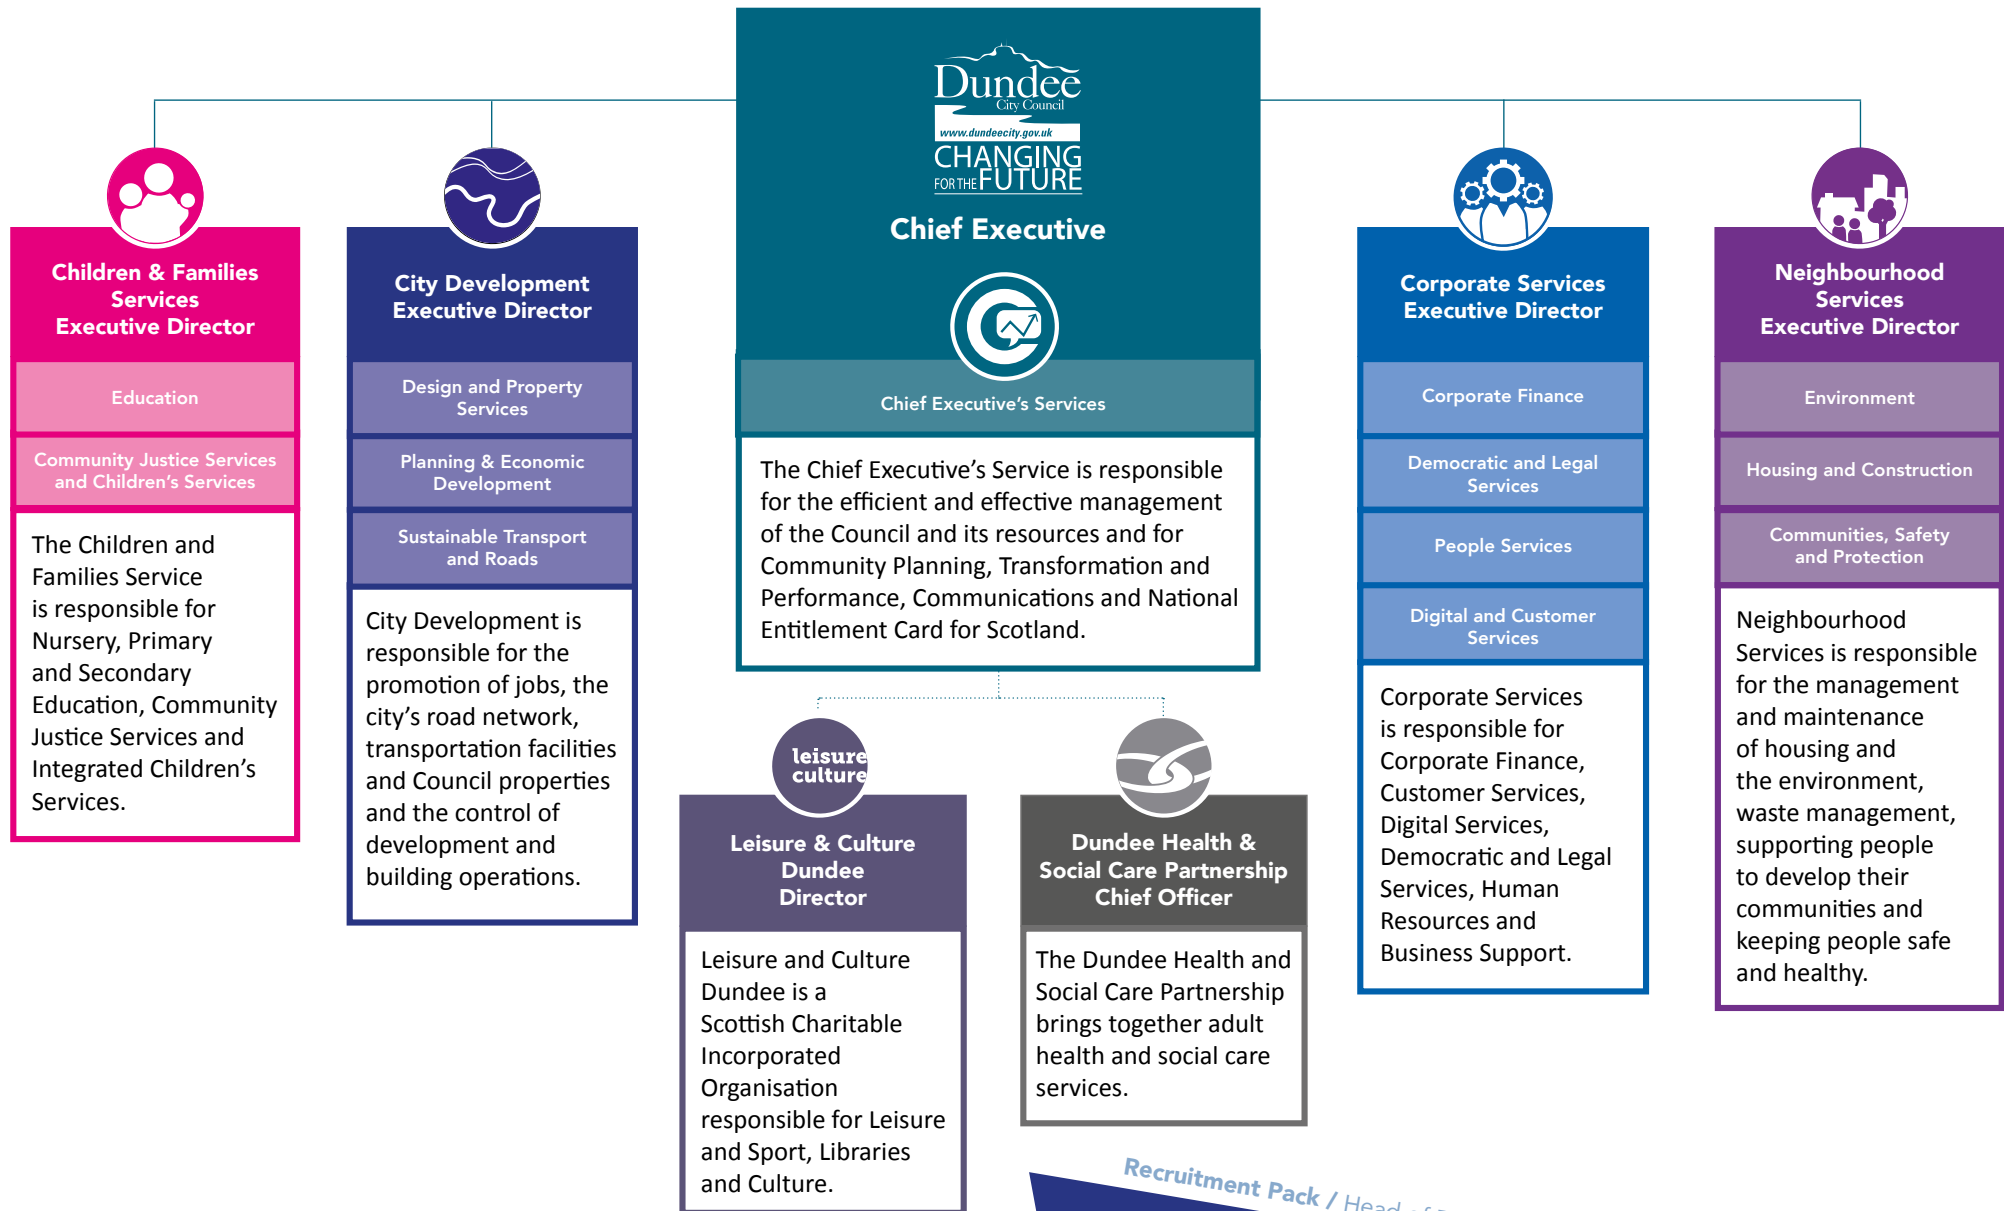 Dundee
City Council
www.dundeecity.gov.uk
CHANGING
FOR THE FUTURE
Chief Executive
Chief Executive's Services
The Chief Executive's Service is responsible
for the efficient and effective management
of the Council and its resources and for
Community Planning, Transformation and
Performance, Communications and National
Entitlement Card for Scotland.
Children & Families
Services
Executive Director
Education
Community Justice Services
and Children's Services
The Children and
Families Service
is responsible for
Nursery, Primary
and Secondary
Education, Community
Justice Services and
Integrated Children's
Services.
City Development
Executive Director
Design and Property
Services
Planning & Economic
Development
Sustainable Transport
and Roads
City Development is
responsible for the
promotion of jobs, the
city's road network,
transportation facilities
and Council properties
and the control of
development and
building operations.
leisure
culture
Leisure & Culture
Dundee
Director
Leisure and Culture
Dundee is a
Scottish Charitable
Incorporated
Organisation
responsible for Leisure
and Sport, Libraries
and Culture.
Dundee Health &
Social Care Partnership
Chief Officer
The Dundee Health and
Social Care Partnership
brings together adult
health and social care
services.
Corporate Services
Executive Director
Corporate Finance
Democratic and Legal
Services
People Services
Digital and Customer
Services
Corporate Services
is responsible for
Corporate Finance,
Customer Services,
Digital Services,
Democratic and Legal
Services, Human
Resources and
Business Support.
Neighbourhood
Services
Executive Director
Environment
Housing and Construction
Communities, Safety
and Protection
Neighbourhood
Services is responsible
for the management
and maintenance
of housing and
the environment,
waste management,
supporting people
to develop their
communities and
keeping people safe
and healthy.
Recruitment Pack / Head of